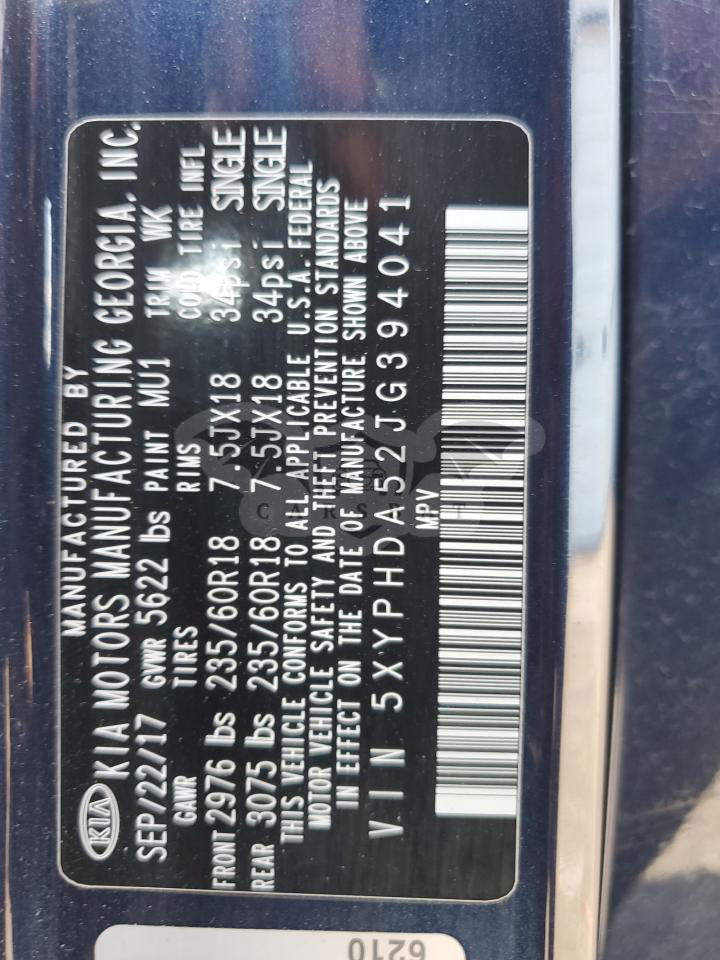 MANUFACTURED BY
KIA KIA MOTORS MANUFACTURING GEORGIA, INC.
SEP/22/17 GVWR 5622 lbs PAINT MU1 TRIM WK
GAWR TIRES RIMS COLD TIRE INFL
FRONT 2976 lbs 235/60R18 7.5JX18 34psi SINGLE
REAR 3075 lbs 235/60R18 7.5JX18 34psi SINGLE
THIS VEHICLE CONFORMS TO ALL APPLICABLE U.S.A. FEDERAL
MOTOR VEHICLE SAFETY AND THEFT PREVENTION STANDARDS
IN EFFECT ON THE DATE OF MANUFACTURE SHOWN ABOVE
VIN 5XYPHDA52JG394041
MPV
6210